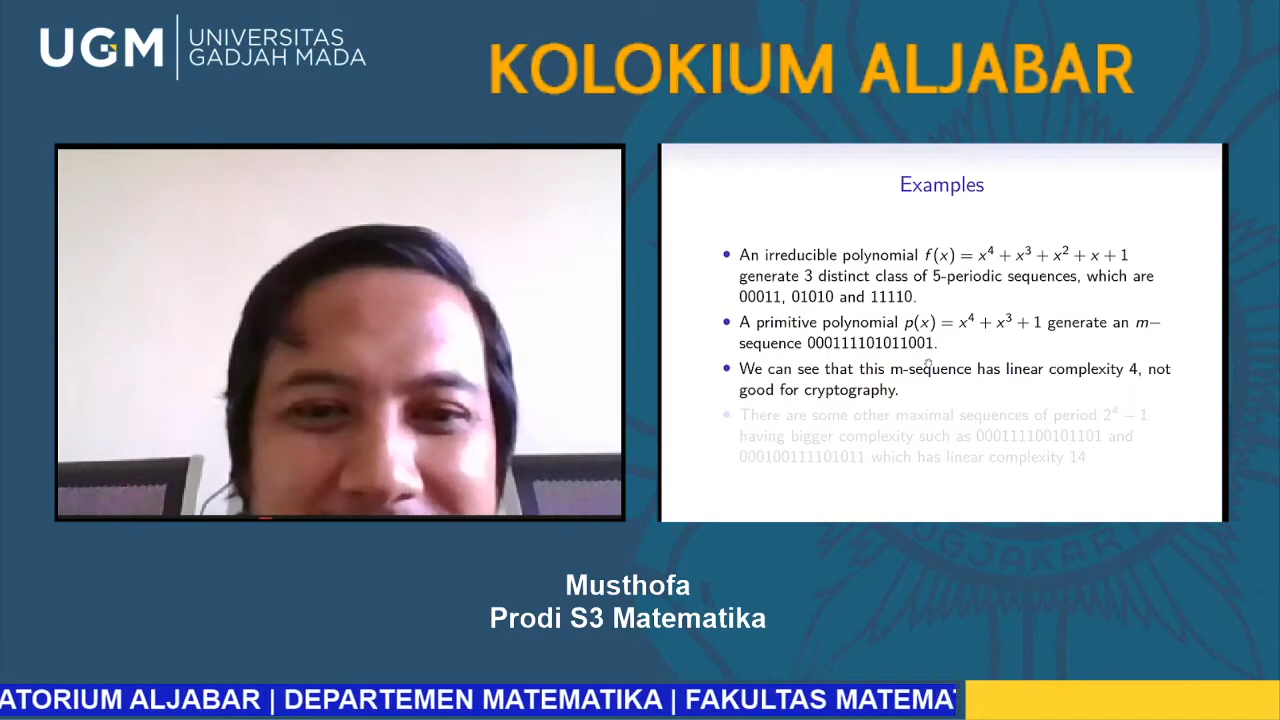 UGM
UNIVERSITAS
GADJAH MADA
KOLOKIUM ALJABAR
Examples
• An irreducible polynomial f(x) = x⁴ + x³ + x² + x + 1
generate 3 distinct class of 5-periodic sequences, which are
00011, 01010 and 11110.
• A primitive polynomial p(x) = x⁴ + x³ + 1 generate an m−
sequence 000111101011001.
• We can see that this m-sequence has linear complexity 4, not
good for cryptography.
• There are some other maximal sequences of period 2⁴ − 1
having bigger complexity such as 000111100101101 and
000100111101011 which has linear complexity 14
GJAKAR
Musthofa
Prodi S3 Matematika
ATORIUM ALJABAR | DEPARTEMEN MATEMATIKA | FAKULTAS MATEMAT